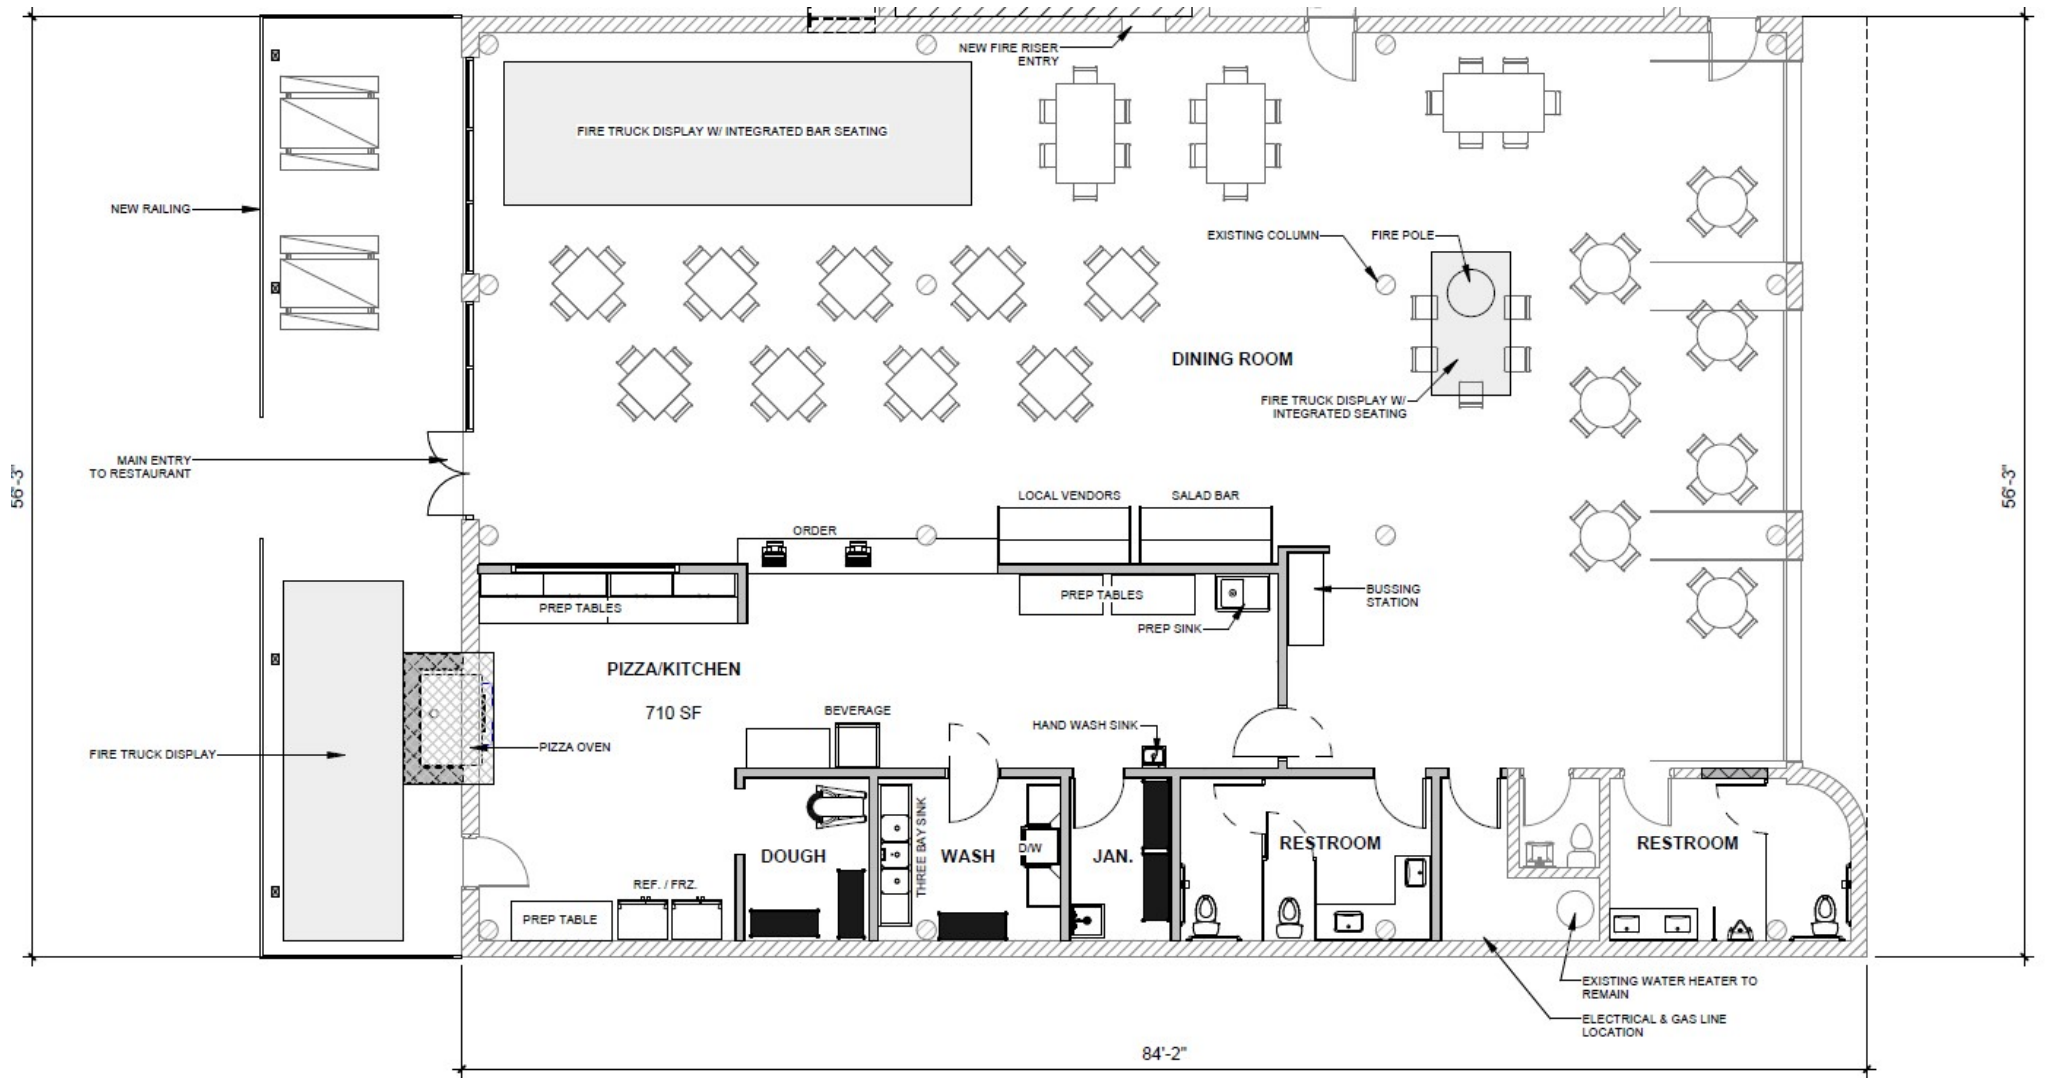 NEW FIRE RISER
ENTRY
FIRE TRUCK DISPLAY W/ INTEGRATED BAR SEATING
NEW RAILING
EXISTING COLUMN
FIRE POLE
DINING ROOM
FIRE TRUCK DISPLAY W/
INTEGRATED SEATING
MAIN ENTRY
TO RESTAURANT
56'-3"
56'-3"
LOCAL VENDORS
SALAD BAR
ORDER
PREP TABLES
PREP TABLES
BUSSING
STATION
PREP SINK
PIZZA/KITCHEN
710 SF
BEVERAGE
HAND WASH SINK
FIRE TRUCK DISPLAY
PIZZA OVEN
THREE BAY SINK
D/W
DOUGH
WASH
JAN.
RESTROOM
RESTROOM
REF. / FRZ.
PREP TABLE
EXISTING WATER HEATER TO
REMAIN
ELECTRICAL & GAS LINE
LOCATION
84'-2"